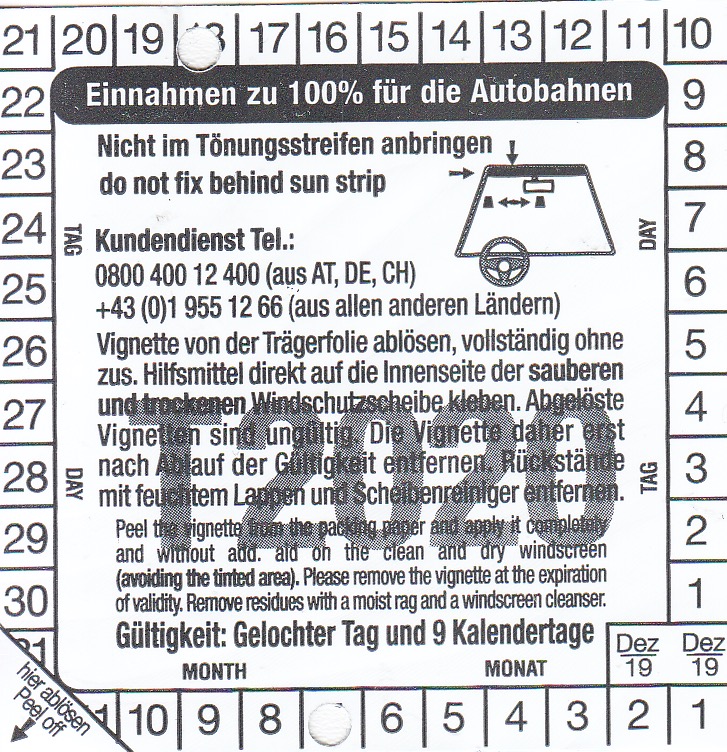 21 20 19 18 17 16 15 14 13 12 11 10
22 Einnahmen zu 100% für die Autobahnen 9
23 Nicht im Tönungsstreifen anbringen 8
do not fix behind sun strip
24 TAG Kundendienst Tel.: DAY 7
25 0800 400 12 400 (aus AT, DE, CH) 6
+43 (0)1 955 12 66 (aus allen anderen Ländern)
26 Vignette von der Trägerfolie ablösen, vollständig ohne 5
zus. Hilfsmittel direkt auf die Innenseite der sauberen
27 und trockenen Windschutzscheibe kleben. Abgelöste 4
Vignetten sind ungültig. Die Vignette daher erst
28 DAY nach Ablauf der Gültigkeit entfernen. Rückstände TAG 3
mit feuchtem Lappen und Scheibenreiniger entfernen.
T2020
29 Peel the vignette from the packing paper and apply it completely 2
and without add. aid on the clean and dry windscreen
(avoiding the tinted area). Please remove the vignette at the expiration
30 of validity. Remove residues with a moist rag and a windscreen cleanser. 1
Gültigkeit: Gelochter Tag und 9 Kalendertage
31 MONTH MONAT Dez 19 Dez 19
hier ablösen
Peel off
11 10 9 8 6 5 4 3 2 1